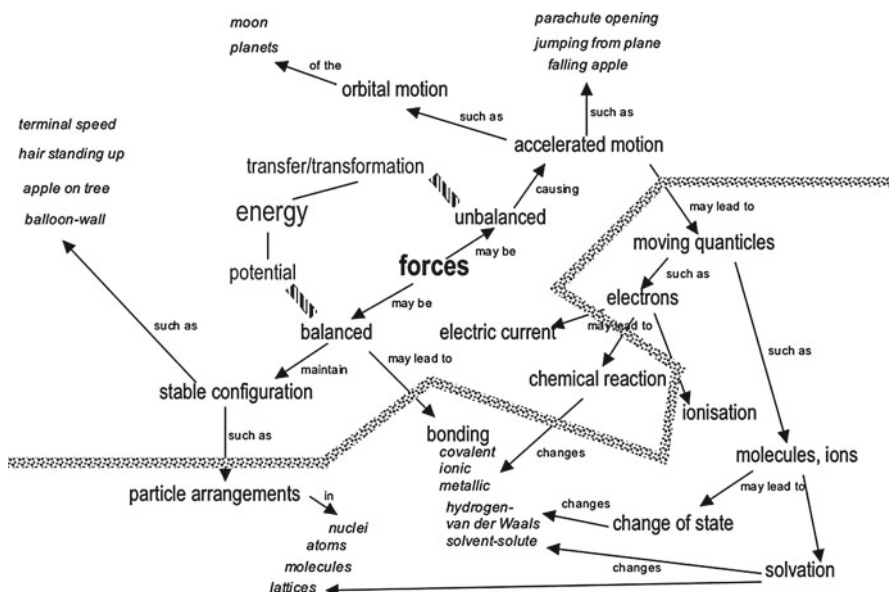 moon
planets
of the
orbital motion
parachute opening
jumping from plane
falling apple
such as
such as
accelerated motion
terminal speed
hair standing up
apple on tree
balloon-wall
transfer/transformation
energy
potential
causing
unbalanced
may be
forces
may be
balanced
may lead to
moving quanticles
such as
electrons
may lead to
electric current
such as
such as
maintain
stable configuration
may lead to
chemical reaction
ionisation
such as
bonding
covalent
ionic
metallic
hydrogen-
van der Waals
solvent-solute
changes
molecules, ions
may lead to
changes
change of state
particle arrangements
in
nuclei
atoms
molecules
lattices
changes
solvation